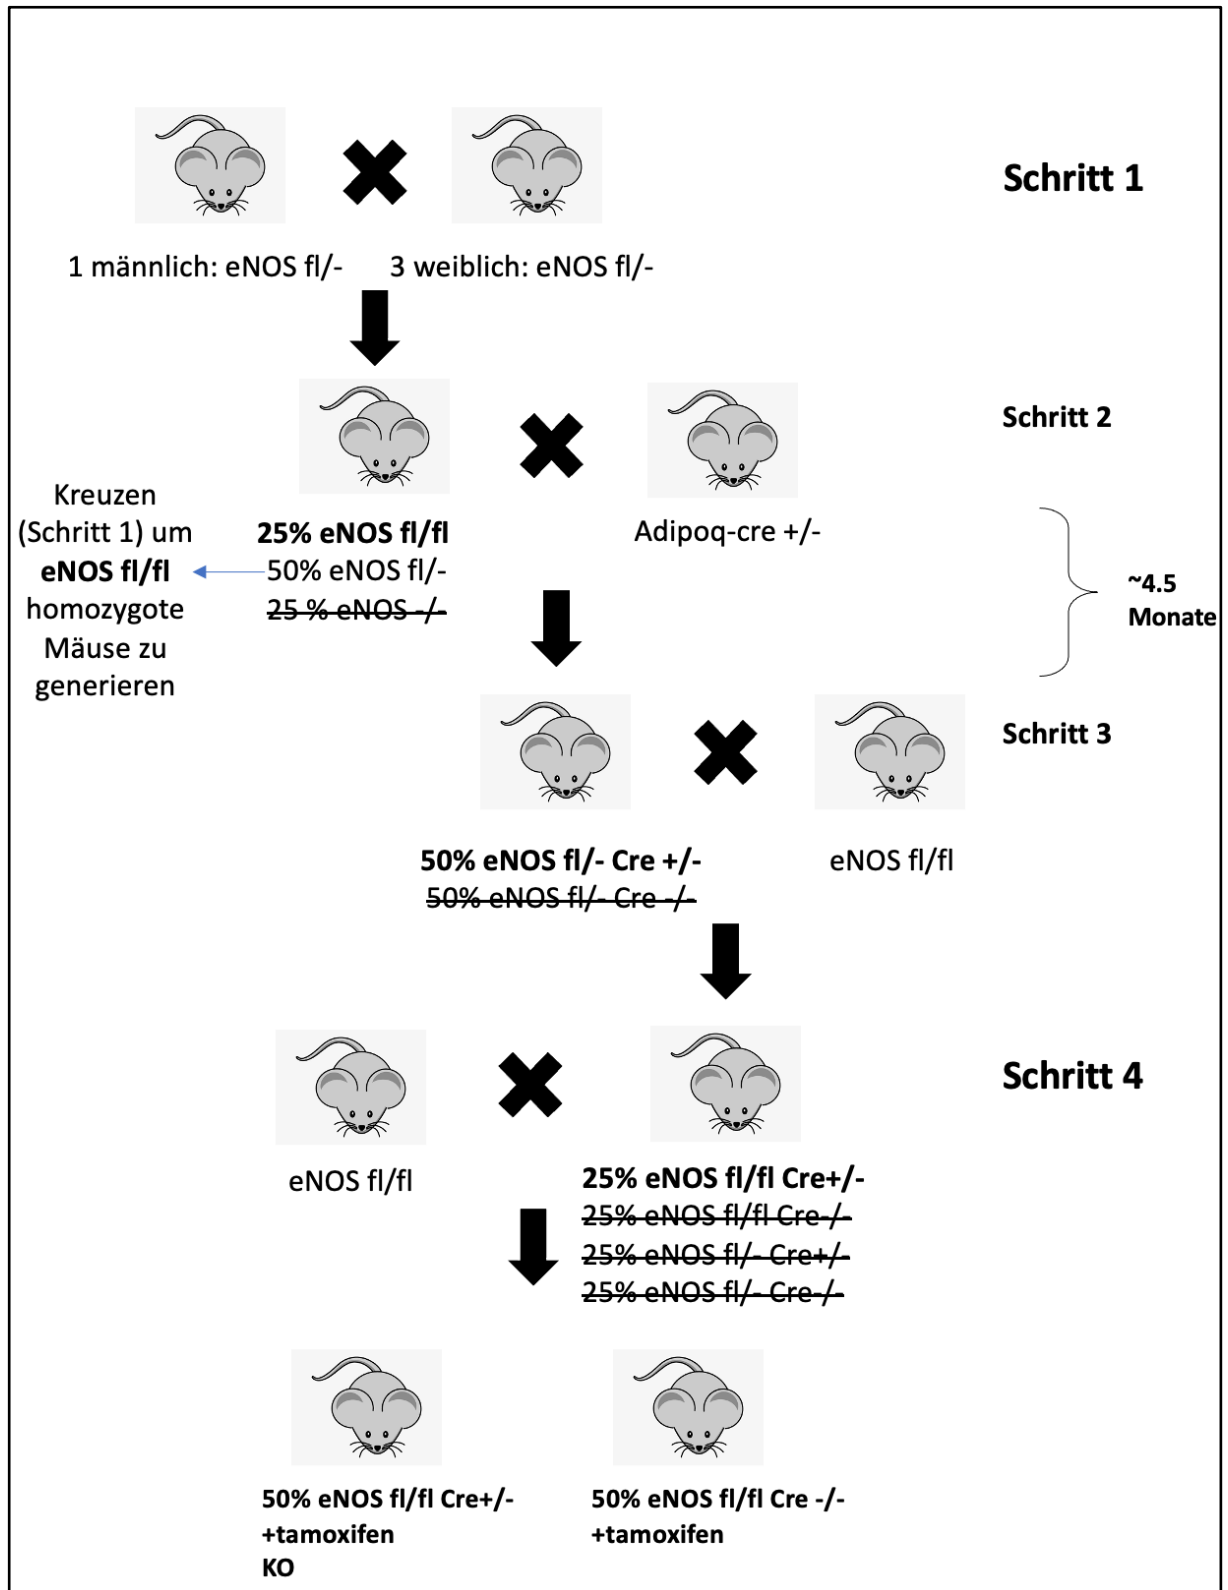 Schritt 1
1 männlich: eNOS fl/-
3 weiblich: eNOS fl/-
Schritt 2
Kreuzen
(Schritt 1) um
eNOS fl/fl
homozygote
Mäuse zu
generieren
25% eNOS fl/fl
50% eNOS fl/-
25 % eNOS -/-
Adipoq-cre +/-
~4.5
Monate
Schritt 3
50% eNOS fl/- Cre +/-
50% eNOS fl/- Cre -/-
eNOS fl/fl
Schritt 4
eNOS fl/fl
25% eNOS fl/fl Cre+/-
25% eNOS fl/fl Cre-/-
25% eNOS fl/- Cre+/-
25% eNOS fl/- Cre-/-
50% eNOS fl/fl Cre+/-
+tamoxifen
KO
50% eNOS fl/fl Cre -/-
+tamoxifen